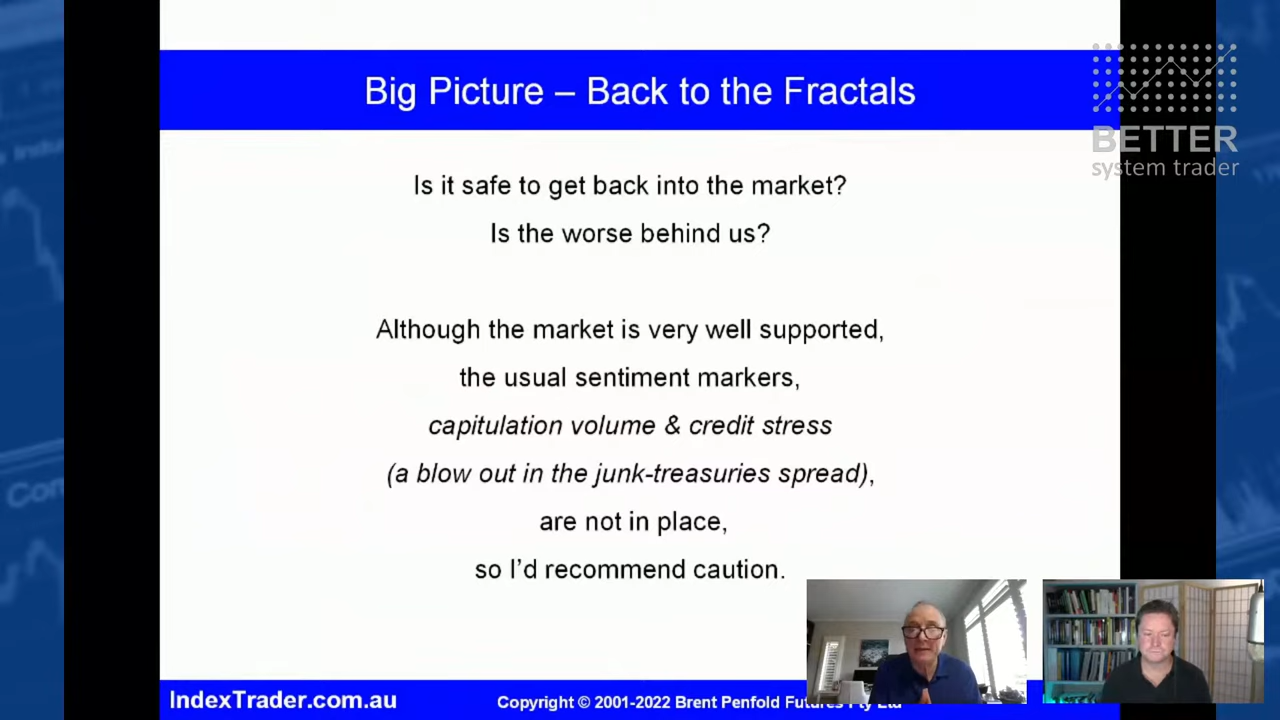 Big Picture – Back to the Fractals
BETTER
system trader
Is it safe to get back into the market?
Is the worse behind us?
Although the market is very well supported,
the usual sentiment markers,
capitulation volume & credit stress
(a blow out in the junk-treasuries spread),
are not in place,
so I'd recommend caution.
IndexTrader.com.au
Copyright © 2001-2022 Brent Penfold Futures Pty Ltd